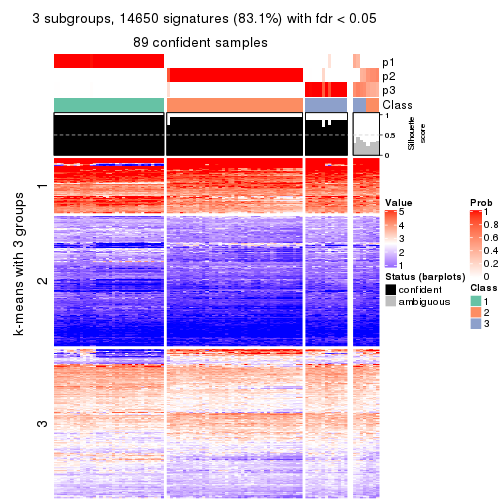 3 subgroups, 14650 signatures (83.1%) with fdr < 0.05
89 confident samples
p1
p2
p3
Class
1
0.5
0
Silhouette
score
k-means with 3 groups
1
2
3
Value
5
4
3
2
1
Status (barplots)
confident
ambiguous
Prob
1
0.8
0.6
0.4
0.2
0
Class
1
2
3